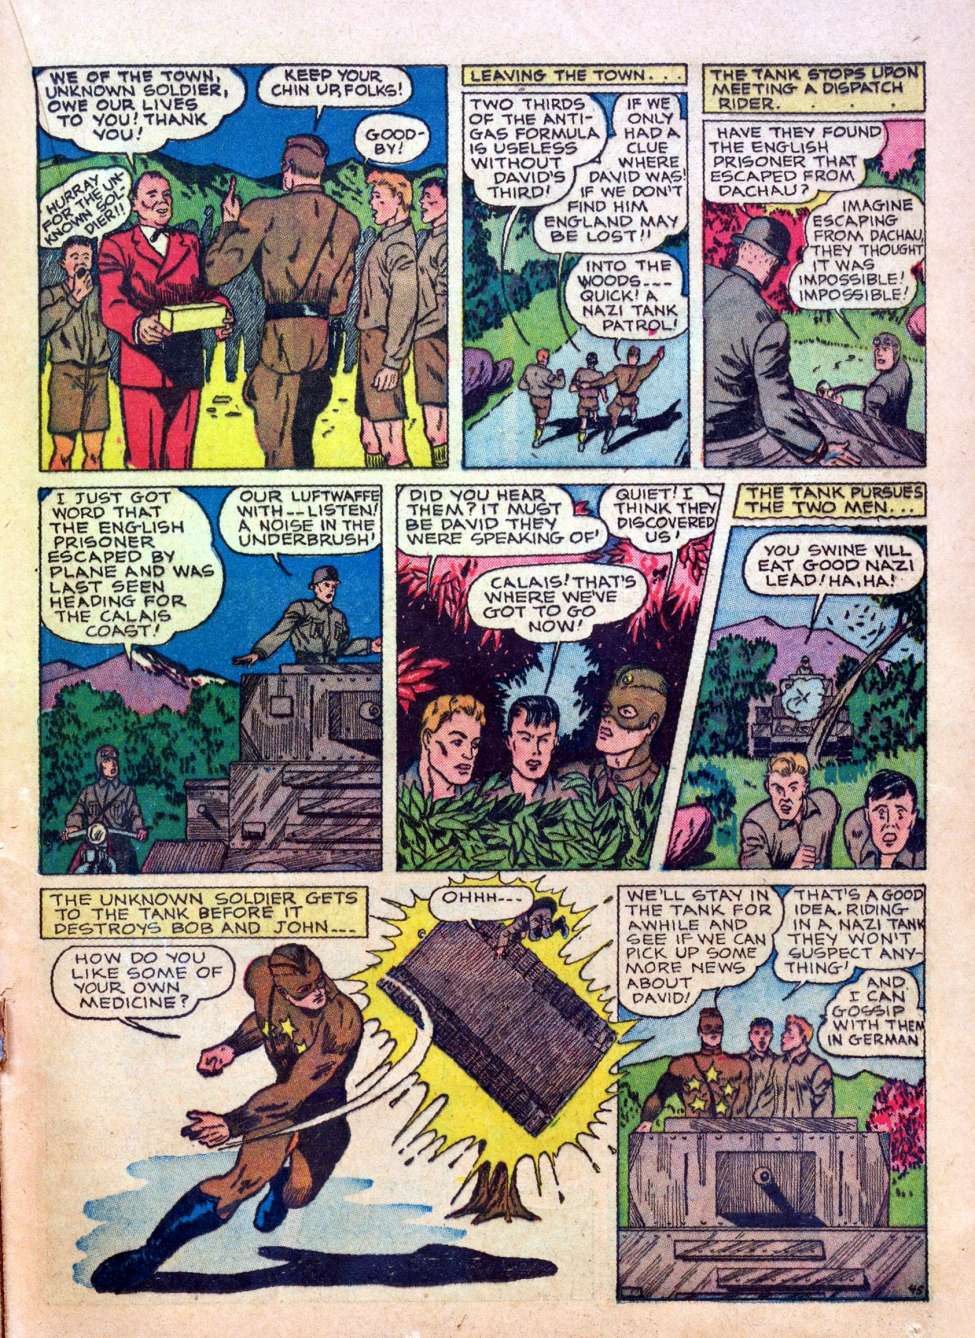 WE OF THE TOWN,
UNKNOWN SOLDIER,
OWE OUR LIVES
TO YOU! THANK
YOU!
KEEP YOUR
CHIN UP, FOLKS!
GOOD-
BY!
HURRAY
FOR THE UN-
KNOWN SOL-
DIER!!
LEAVING THE TOWN...
TWO THIRDS
OF THE ANTI-
GAS FORMULA
IS USELESS
WITHOUT
DAVID'S
THIRD!
IF WE
ONLY
HAD A
CLUE
WHERE
DAVID WAS!
IF WE DON'T
FIND HIM
ENGLAND MAY
BE LOST!!
INTO THE
WOODS---
QUICK! A
NAZI TANK
PATROL!
THE TANK STOPS UPON
MEETING A DISPATCH
RIDER. . . . .
HAVE THEY FOUND
THE ENGLISH
PRISONER THAT
ESCAPED FROM
DACHAU?
IMAGINE
ESCAPING
FROM DACHAU,
THEY THOUGHT
IT WAS
IMPOSSIBLE!
IMPOSSIBLE!
I JUST GOT
WORD THAT
THE ENGLISH
PRISONER
ESCAPED BY
PLANE AND WAS
LAST SEEN
HEADING FOR
THE CALAIS
COAST!
OUR LUFTWAFFE
WITH--LISTEN!
A NOISE IN THE
UNDERBRUSH!
DID YOU HEAR
THEM? IT MUST
BE DAVID THEY
WERE SPEAKING OF'
QUIET! I
THINK THEY
DISCOVERED
US!
CALAIS! THAT'S
WHERE WE'VE
GOT TO GO
NOW!
THE TANK PURSUES
THE TWO MEN...
YOU SWINE VILL
EAT GOOD NAZI
LEAD! HA, HA!
THE UNKNOWN SOLDIER GETS
TO THE TANK BEFORE IT
DESTROYS BOB AND JOHN---
HOW DO YOU
LIKE SOME OF
YOUR OWN
MEDICINE?
OHHH---
WE'LL STAY IN
THE TANK FOR
AWHILE AND
SEE IF WE CAN
PICK UP SOME
MORE NEWS
ABOUT
DAVID!
THAT'S A GOOD
IDEA. RIDING
IN A NAZI TANK
THEY WON'T
SUSPECT ANY-
THING!
AND
I CAN
GOSSIP
WITH THEM
IN GERMAN
45